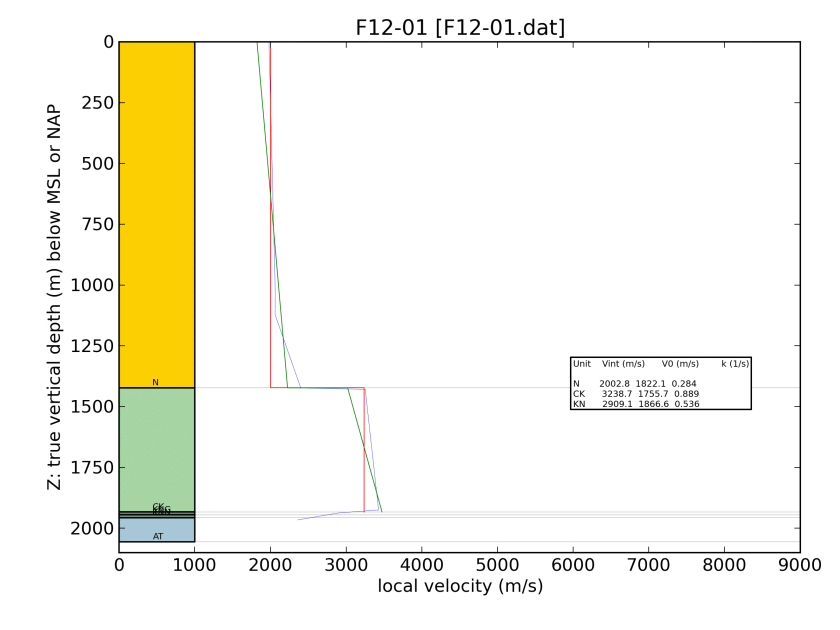 F12-01 [F12-01.dat]
Z: true vertical depth (m) below MSL or NAP
0
250
500
750
1000
1250
1500
1750
2000
N
CK
AT
Unit Vint (m/s) V0 (m/s) k (1/s)
N 2002.8 1822.1 0.284
CK 3238.7 1755.7 0.889
KN 2909.1 1866.6 0.536
0 1000 2000 3000 4000 5000 6000 7000 8000 9000
local velocity (m/s)